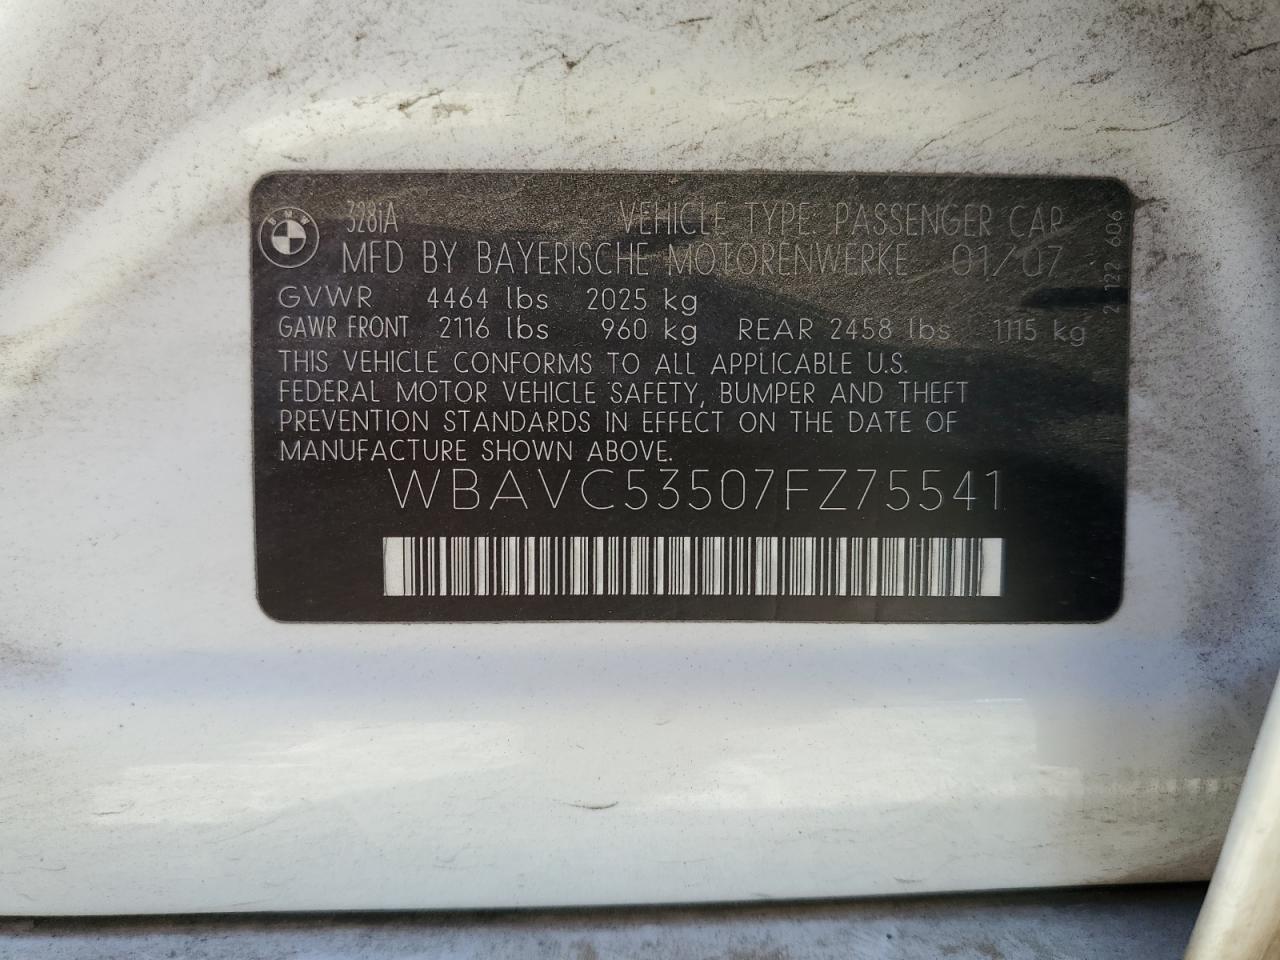 BMW
328iA VEHICLE TYPE: PASSENGER CAR
MFD BY BAYERISCHE MOTORENWERKE 01/07
GVWR 4464 lbs 2025 kg
GAWR FRONT 2116 lbs 960 kg REAR 2458 lbs 1115 kg
THIS VEHICLE CONFORMS TO ALL APPLICABLE U.S.
FEDERAL MOTOR VEHICLE SAFETY, BUMPER AND THEFT
PREVENTION STANDARDS IN EFFECT ON THE DATE OF
MANUFACTURE SHOWN ABOVE.
WBAVC53507FZ75541
606